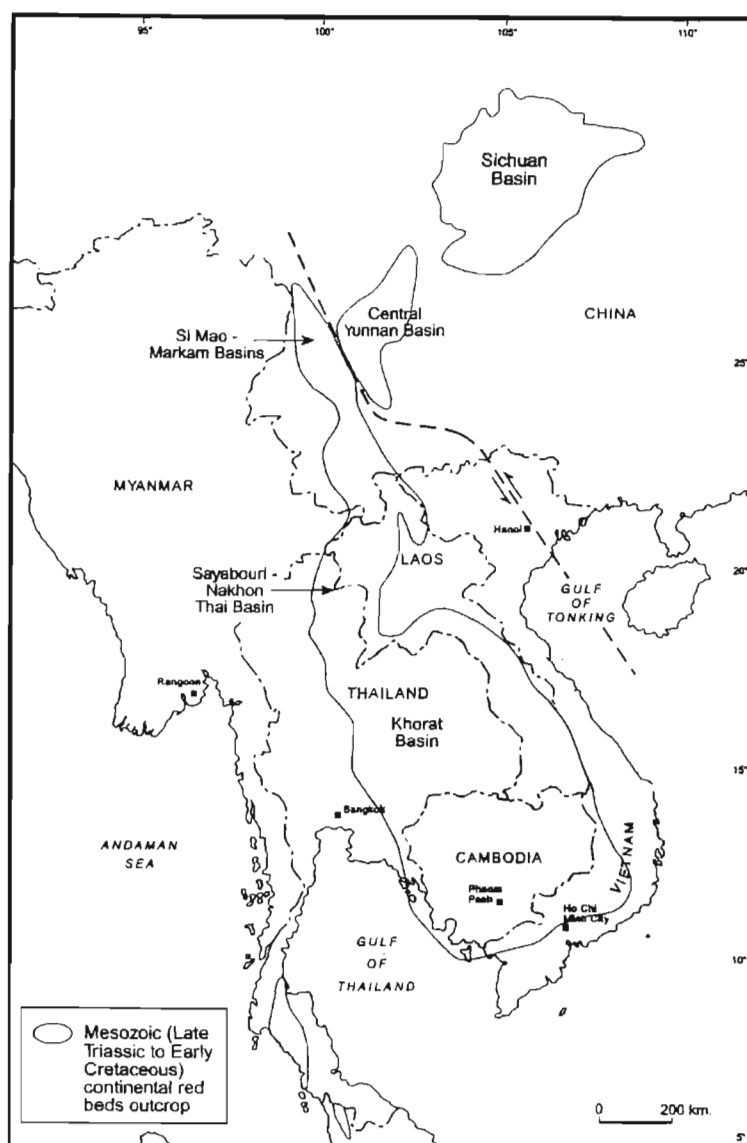 95°
100°
105°
110°
Sichuan
Basin
CHINA
Central
Yunnan Basin
Si Mao -
Markam Basins
25°
MYANMAR
Hanoi
LAOS
20°
Sayabouri -
Nakhon
Thai Basin
GULF
OF
TONKING
Rangoon
THAILAND
Khorat
Basin
15°
Bangkok
ANDAMAN
SEA
CAMBODIA
VIETNAM
Phnom
Penh
Ho Chi
Minh City
GULF
OF
THAILAND
10°
Mesozoic (Late
Triassic to Early
Cretaceous)
continental red
beds outcrop
0 200 km.
5°